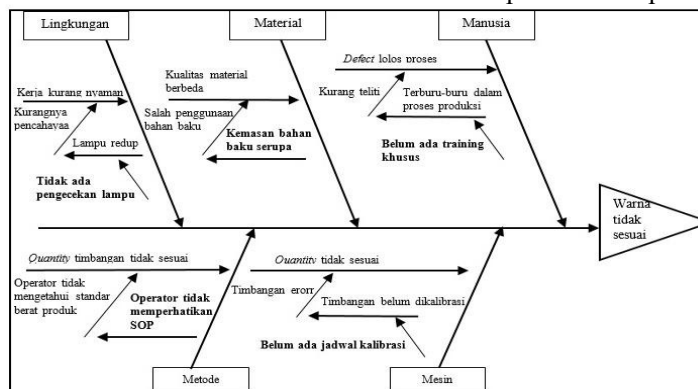 Lingkungan
Material
Manusia
Kerja kurang nyaman
Kurangnya
pencahayaa
Lampu redup
Tidak ada
pengecekan lampu
Kualitas material
berbeda
Salah penggunaan
bahan baku
Kemasan bahan
baku serupa
Defect lolos proses
Kurang teliti
Terburu-buru dalam
proses produksi
Belum ada training
khusus
Warna
tidak
sesuai
Quantity timbangan tidak sesuai
Operator tidak
mengetahui standar
berat produk
Operator tidak
memperhatikan
SOP
Quantity tidak sesuai
Timbangan erorr
Timbangan belum dikalibrasi
Belum ada jadwal kalibrasi
Metode
Mesin